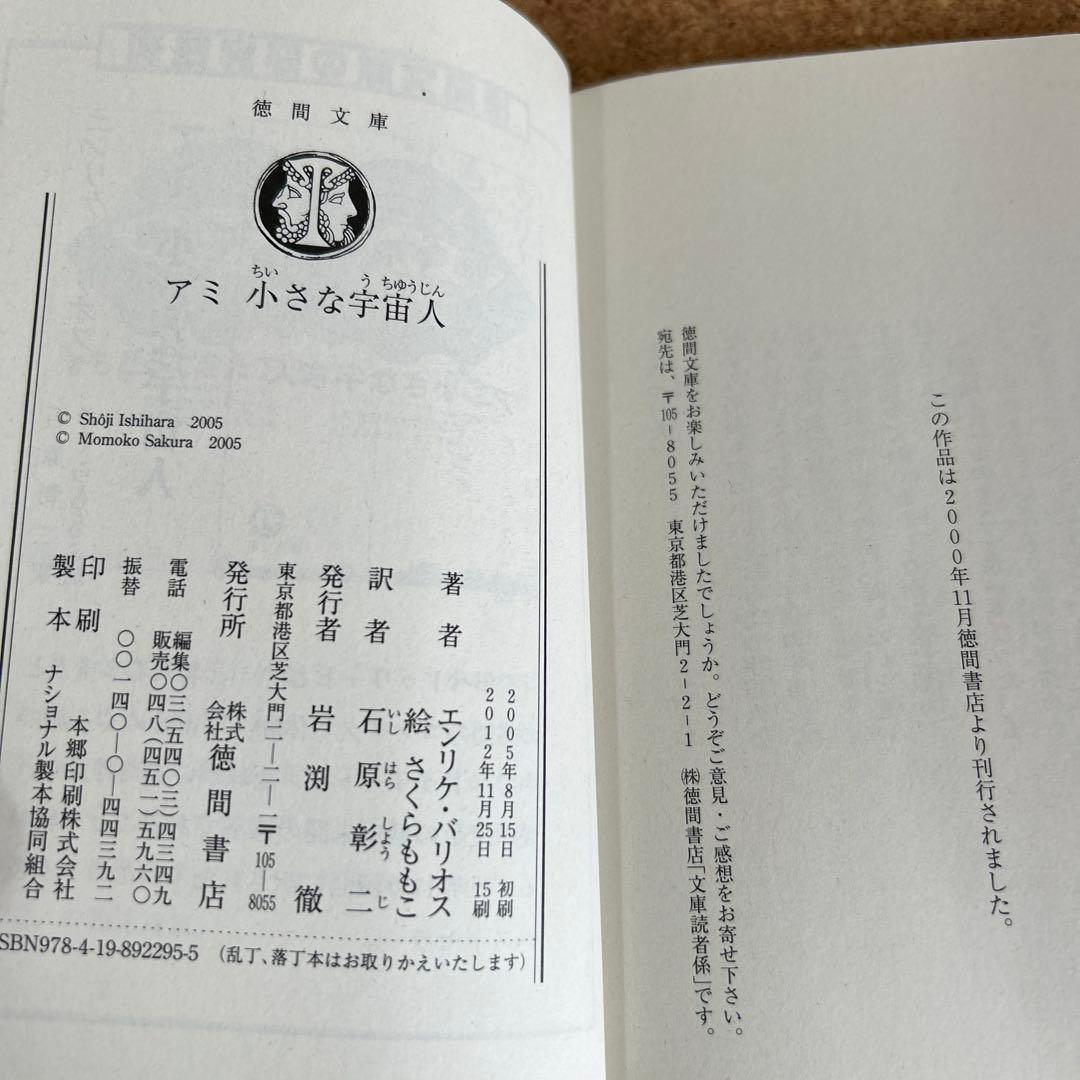 この作品は2000年11月徳間書店より刊行されました。
徳間文庫をお楽しみいただけましたでしょうか。どうぞご意見・ご感想をお寄せ下さい。
宛先は、〒105-8055 東京都港区芝大門2-2-1 ㈱徳間書店「文庫読者係」です。
徳間文庫
アミ 小さな宇宙人
ちい うちゅうじん
© Shôji Ishihara 2005
© Momoko Sakura 2005
2005年8月15日 初刷
2012年11月25日 15刷
著者 エンリケ・バリオス
絵 さくらももこ
訳者 石原彰二
いし はら しょう じ
発行者 岩渕徹
東京都港区芝大門二-二-一〒105-8055
発行所 株式会社徳間書店
電話 編集〇三(五四〇三)四三四九
販売〇四八(四五一)五九六〇
振替 〇〇一四〇-〇-四四三九二
印刷 本郷印刷株式会社
製本 ナショナル製本協同組合
SBN978-4-19-892295-5 (乱丁、落丁本はお取りかえいたします)